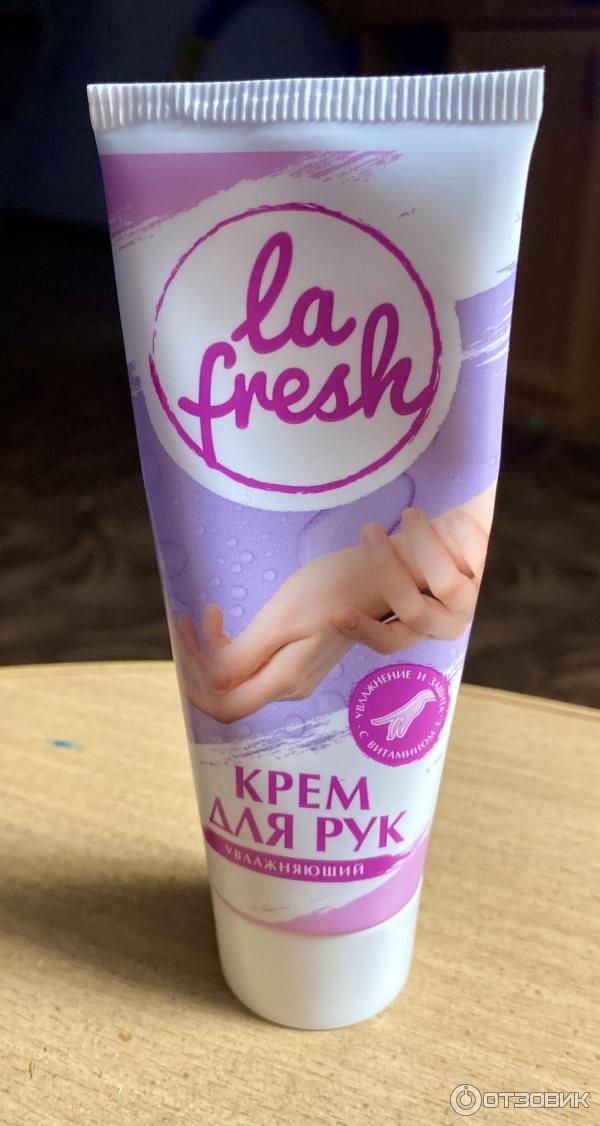 la
fresh
УВЛАЖНЕНИЕ И ЗАЩИТА
С ВИТАМИНОМ Е
КРЕМ
ДЛЯ РУК
УВЛАЖНЯЮЩИЙ
ОТЗОВИК